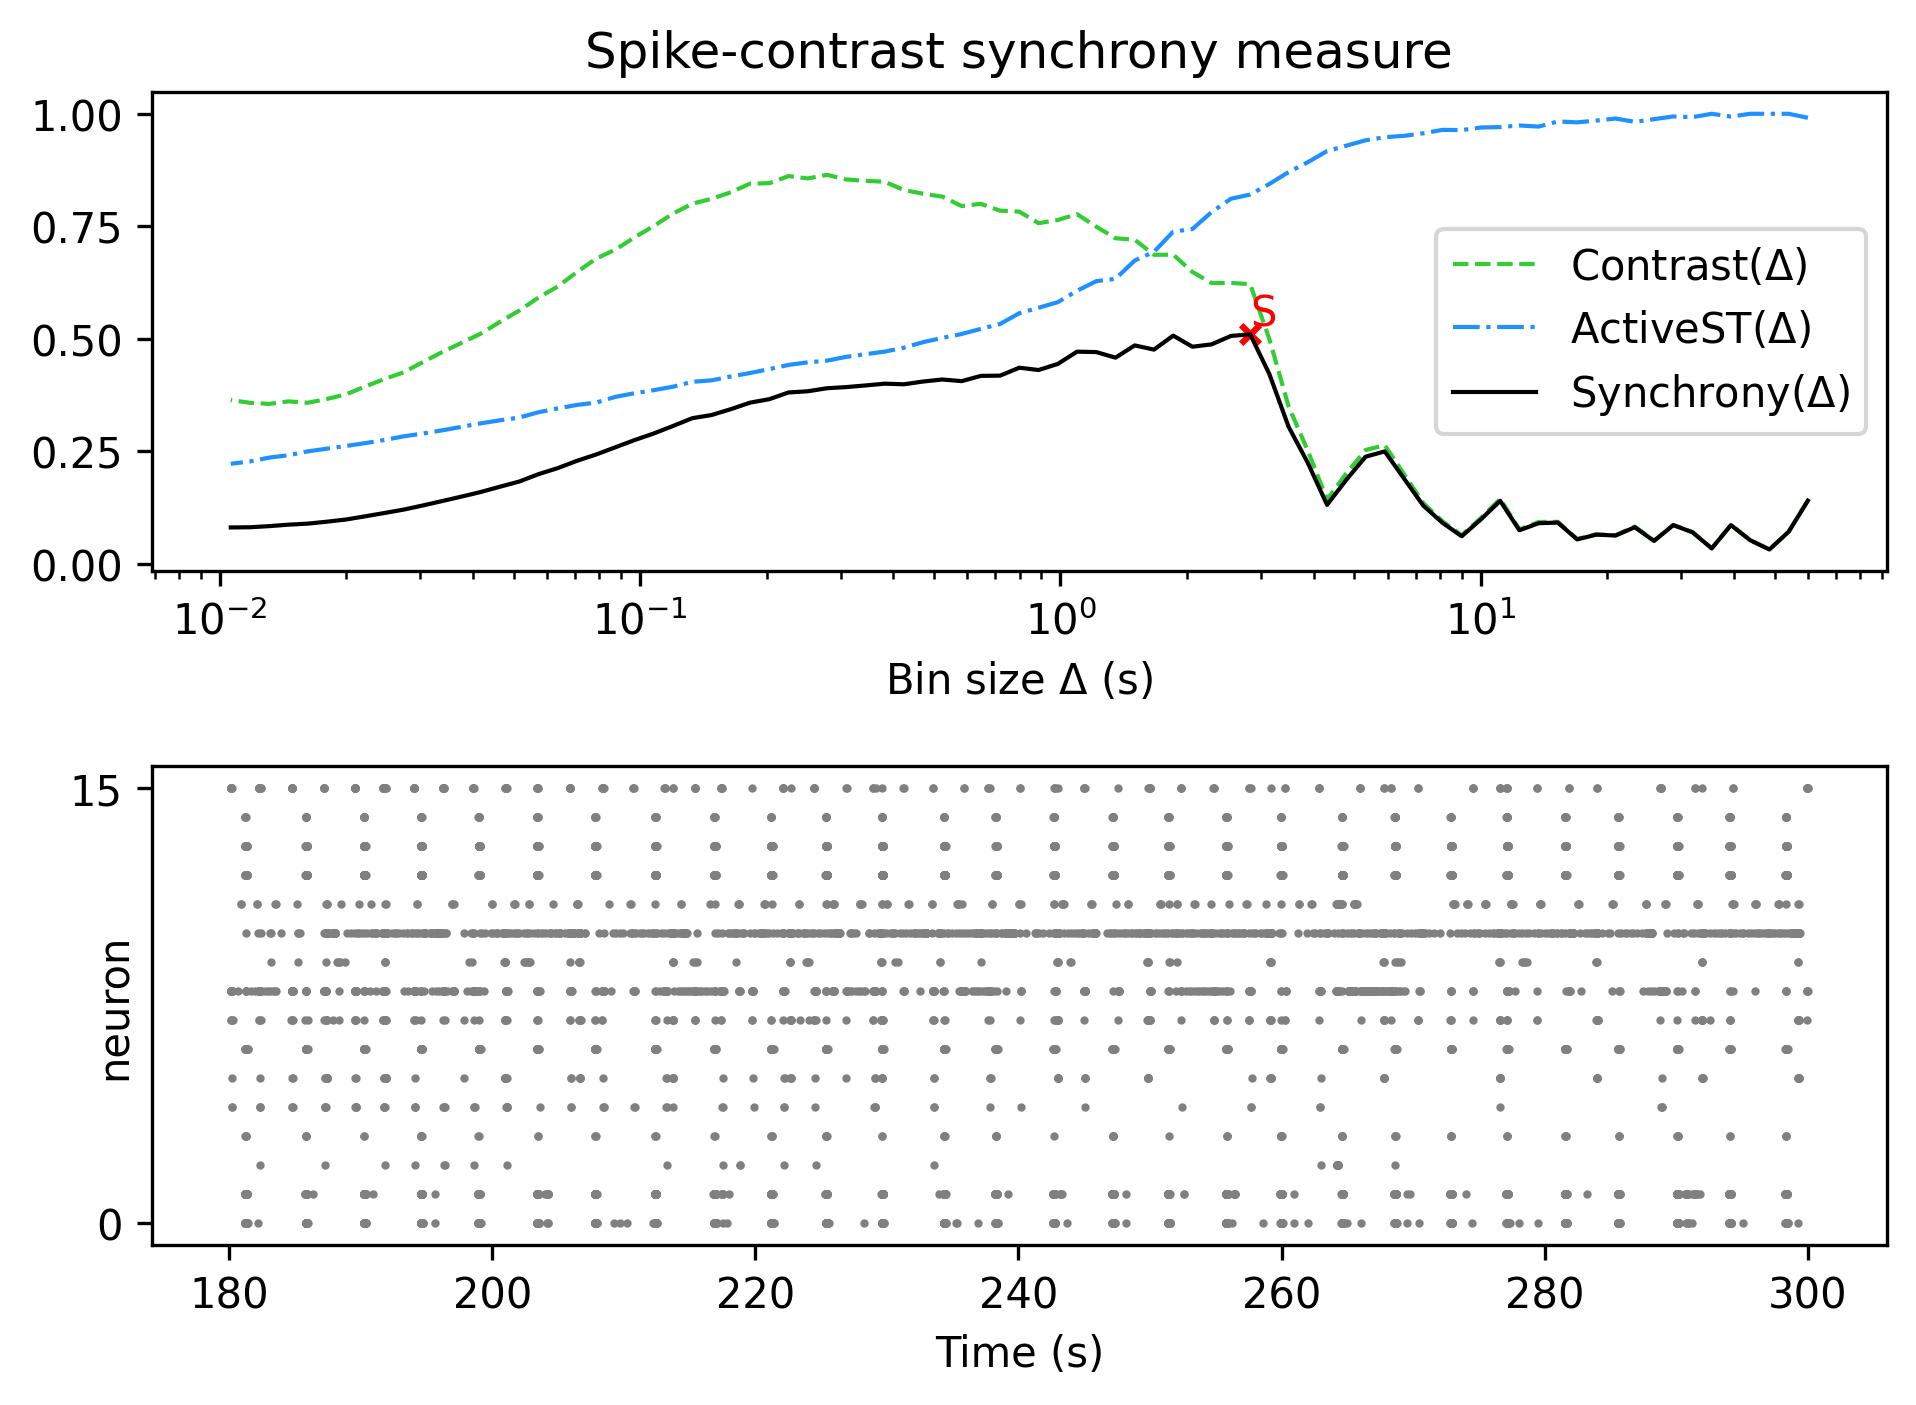 Spike-contrast synchrony measure
1.00
0.75
0.50
0.25
0.00
S
Contrast(Δ)
ActiveST(Δ)
Synchrony(Δ)
10⁻² 10⁻¹ 10⁰ 10¹
Bin size Δ (s)
15
neuron
0
180 200 220 240 260 280 300
Time (s)